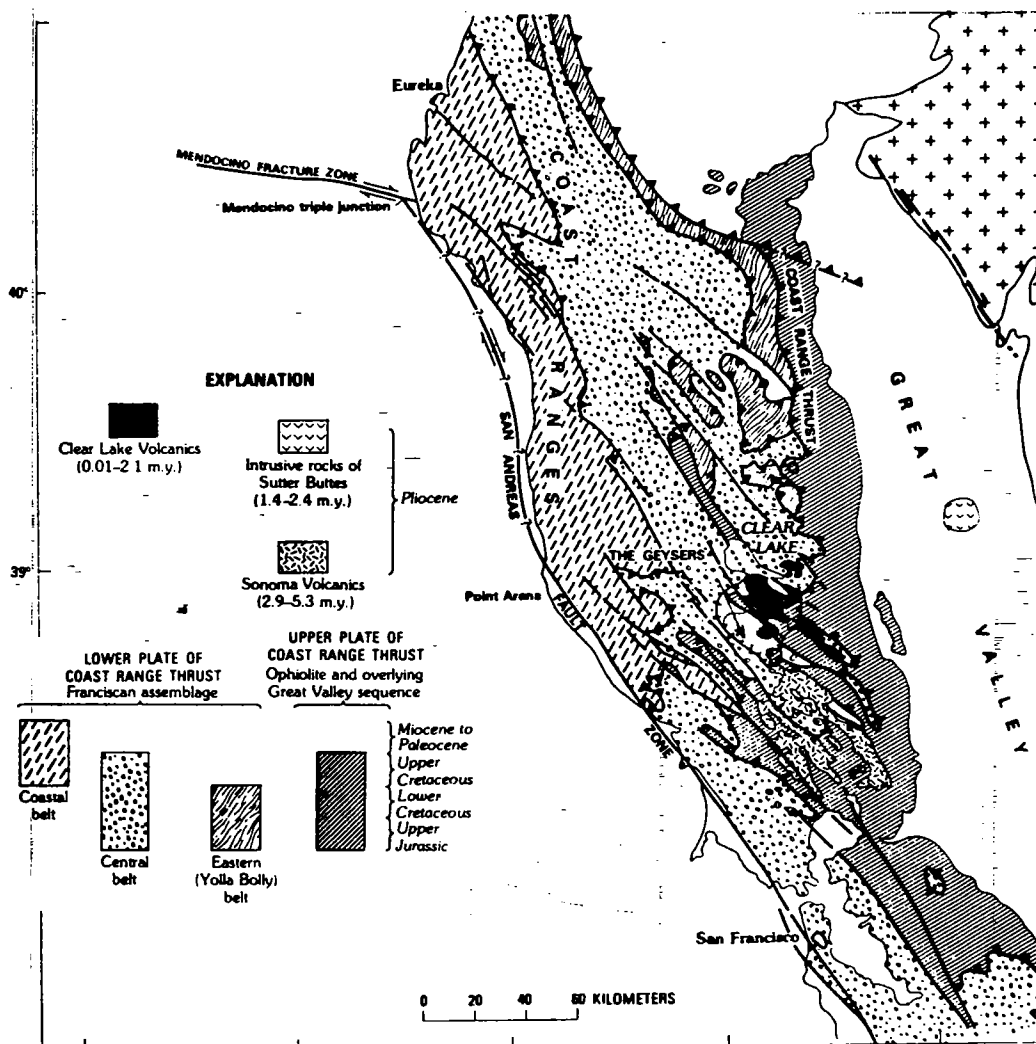 Eureka
MENDOCINO FRACTURE ZONE
Mendocino triple junction
COAST RANGES
40°
COAST RANGE THRUST
GREAT VALLEY
SAN ANDREAS FAULT ZONE
EXPLANATION
Clear Lake Volcanics
(0.01–2.1 m.y.)
Intrusive rocks of
Sutter Buttes
(1.4–2.4 m.y.)
Pliocene
Sonoma Volcanics
(2.9–5.3 m.y.)
CLEAR
LAKE
THE GEYSERS
39°
Point Arena
LOWER PLATE OF
COAST RANGE THRUST
Franciscan assemblage
UPPER PLATE OF
COAST RANGE THRUST
Ophiolite and overlying
Great Valley sequence
Miocene to
Paleocene
Upper
Cretaceous
Lower
Cretaceous
Upper
Jurassic
Coastal
belt
Central
belt
Eastern
(Yolla Bolly)
belt
San Francisco
0 20 40 60 KILOMETERS